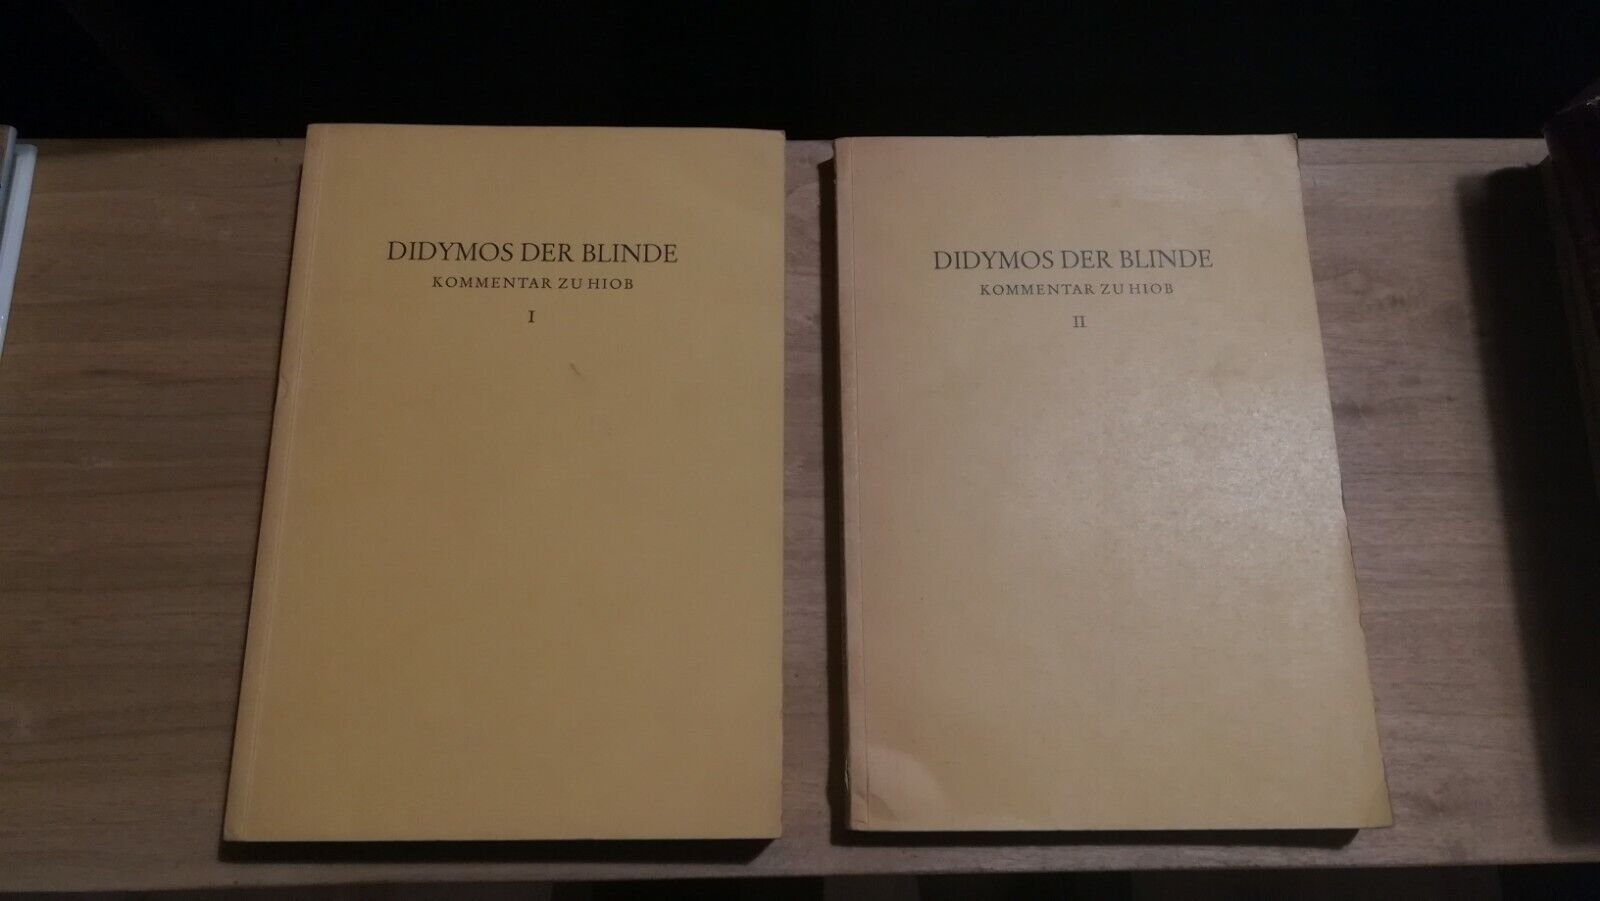 DIDYMOS DER BLINDE
KOMMENTAR ZU HIOB
I
DIDYMOS DER BLINDE
KOMMENTAR ZU HIOB
II